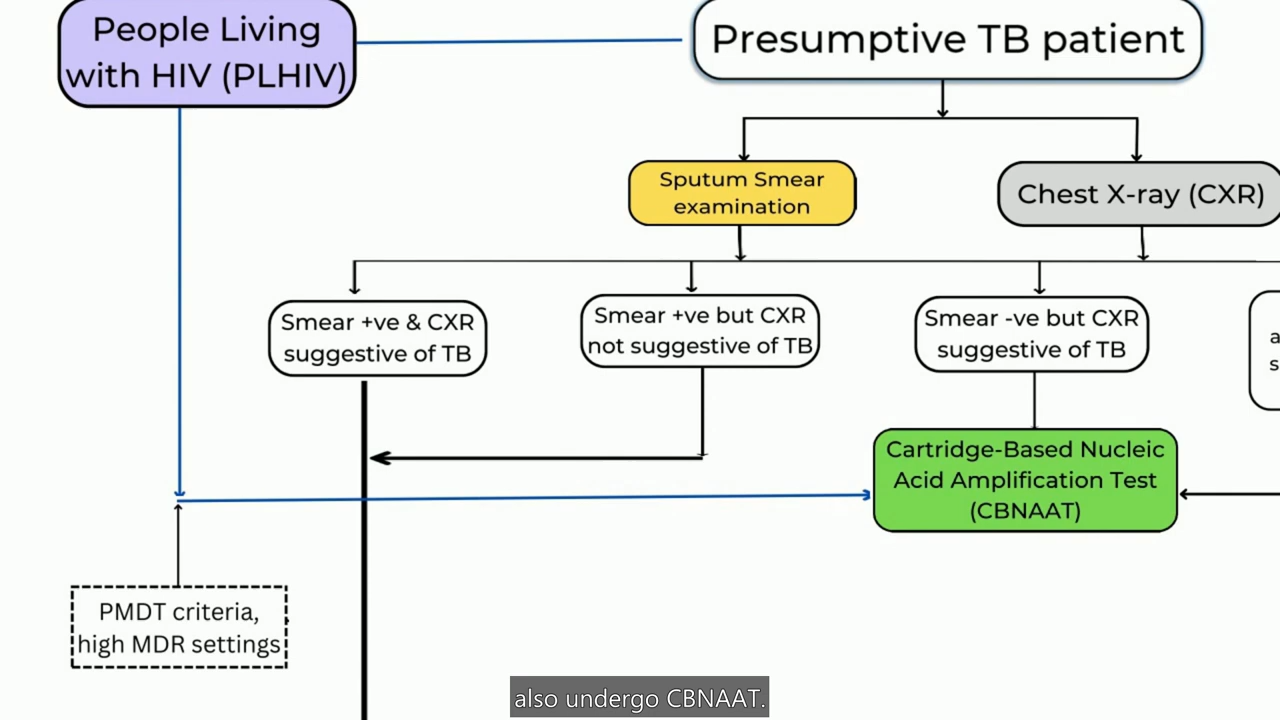 People Living
with HIV (PLHIV)
Presumptive TB patient
Sputum Smear
examination
Chest X-ray (CXR)
Smear +ve & CXR
suggestive of TB
Smear +ve but CXR
not suggestive of TB
Smear -ve but CXR
suggestive of TB
Cartridge-Based Nucleic
Acid Amplification Test
(CBNAAT)
PMDT criteria,
high MDR settings
also undergo CBNAAT.